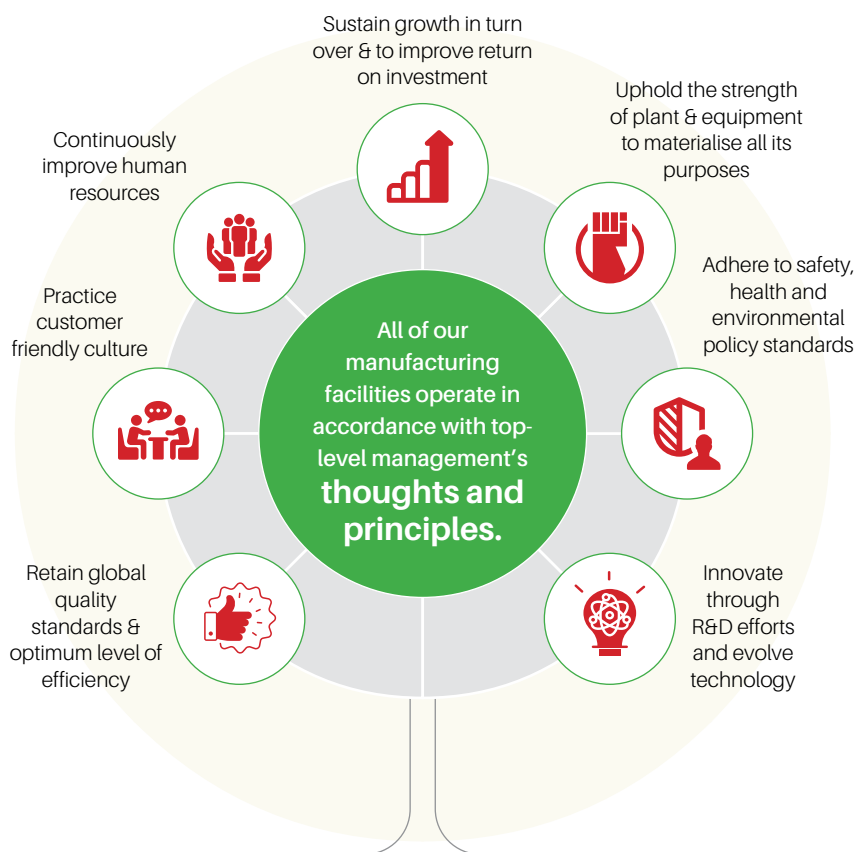 Sustain growth in turn
over & to improve return
on investment
Uphold the strength
of plant & equipment
to materialise all its
purposes
Continuously
improve human
resources
Adhere to safety,
health and
environmental
policy standards
Practice
customer
friendly culture
All of our
manufacturing
facilities operate in
accordance with top-
level management’s
thoughts and
principles.
Retain global
quality
standards &
optimum level of
efficiency
Innovate
through
R&D efforts
and evolve
technology